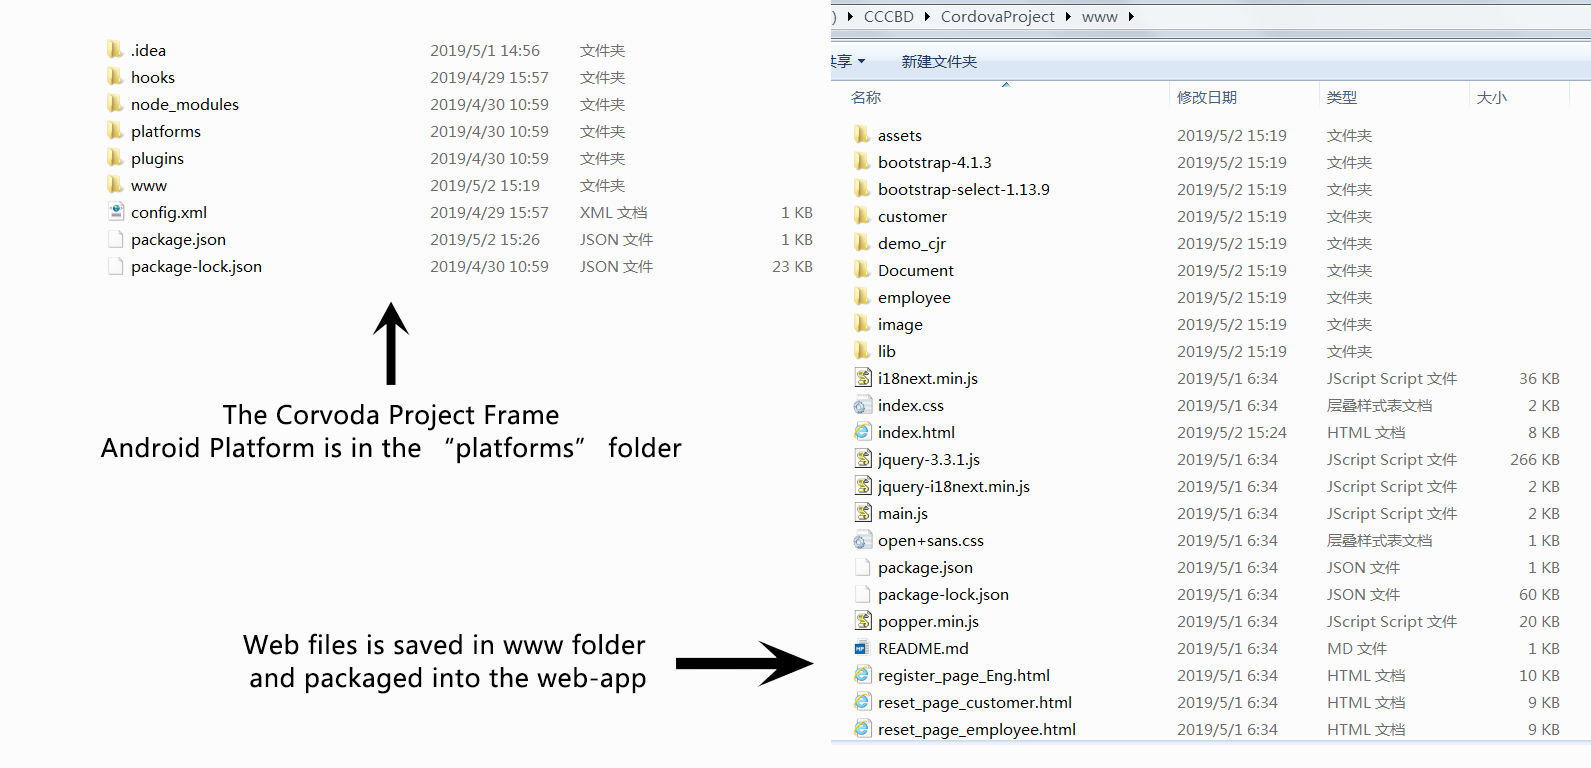 .idea 2019/5/1 14:56 文件夹
hooks 2019/4/29 15:57 文件夹
node_modules 2019/4/30 10:59 文件夹
platforms 2019/4/30 10:59 文件夹
plugins 2019/4/30 10:59 文件夹
www 2019/5/2 15:19 文件夹
config.xml 2019/4/29 15:57 XML 文档 1 KB
package.json 2019/5/2 15:26 JSON 文件 1 KB
package-lock.json 2019/4/30 10:59 JSON 文件 23 KB
The Corvoda Project Frame
Android Platform is in the “platforms” folder
Web files is saved in www folder
and packaged into the web-app
) CCCBD CordovaProject www
享 新建文件夹
名称 修改日期 类型 大小
assets 2019/5/2 15:19 文件夹
bootstrap-4.1.3 2019/5/2 15:19 文件夹
bootstrap-select-1.13.9 2019/5/2 15:19 文件夹
customer 2019/5/2 15:19 文件夹
demo_cjr 2019/5/2 15:19 文件夹
Document 2019/5/2 15:19 文件夹
employee 2019/5/2 15:19 文件夹
image 2019/5/2 15:19 文件夹
lib 2019/5/2 15:19 文件夹
i18next.min.js 2019/5/1 6:34 JScript Script 文件 36 KB
index.css 2019/5/1 6:34 层叠样式表文档 2 KB
index.html 2019/5/2 15:24 HTML 文档 8 KB
jquery-3.3.1.js 2019/5/1 6:34 JScript Script 文件 266 KB
jquery-i18next.min.js 2019/5/1 6:34 JScript Script 文件 2 KB
main.js 2019/5/1 6:34 JScript Script 文件 2 KB
open+sans.css 2019/5/1 6:34 层叠样式表文档 1 KB
package.json 2019/5/1 6:34 JSON 文件 1 KB
package-lock.json 2019/5/1 6:34 JSON 文件 60 KB
popper.min.js 2019/5/1 6:34 JScript Script 文件 20 KB
README.md 2019/5/1 6:34 MD 文件 1 KB
register_page_Eng.html 2019/5/1 6:34 HTML 文档 10 KB
reset_page_customer.html 2019/5/1 6:34 HTML 文档 9 KB
reset_page_employee.html 2019/5/1 6:34 HTML 文档 9 KB